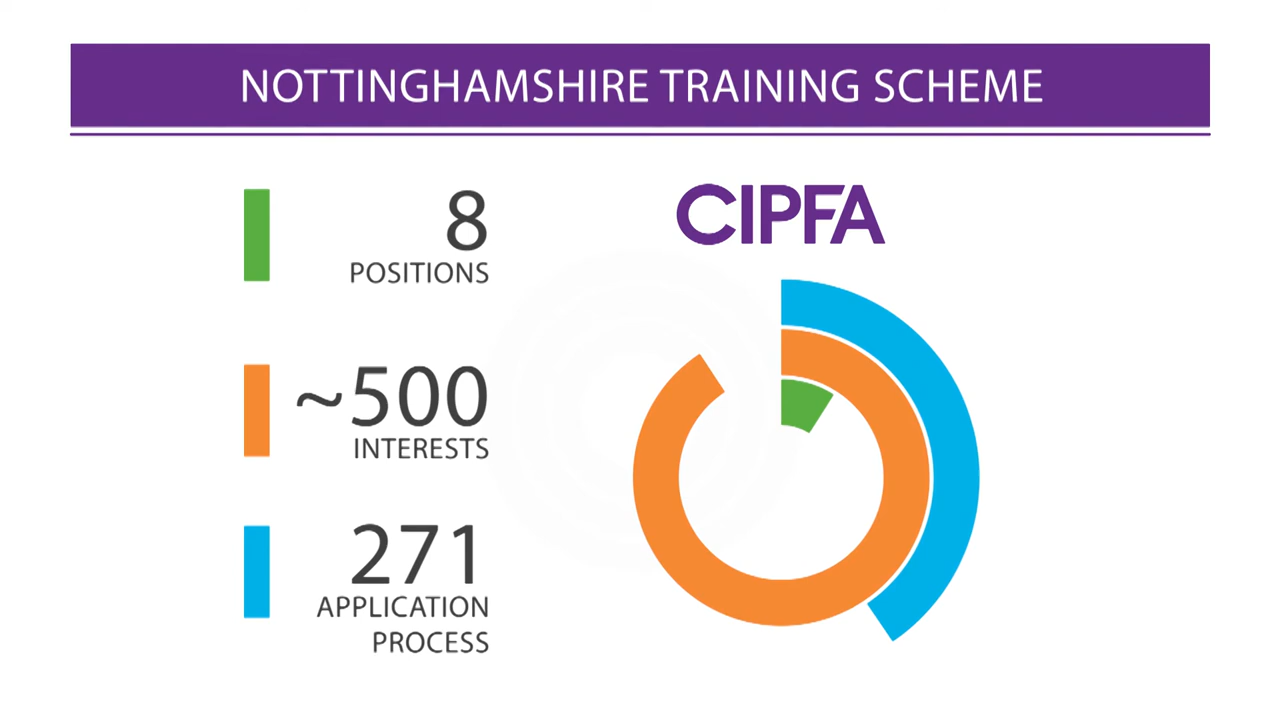 NOTTINGHAMSHIRE TRAINING SCHEME
8
POSITIONS
~500
INTERESTS
271
APPLICATION
PROCESS
CIPFA